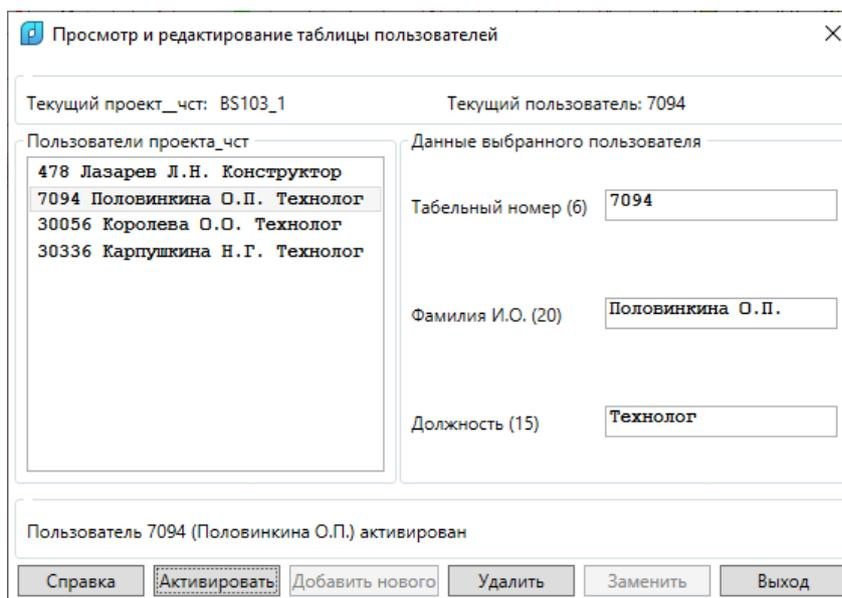 Просмотр и редактирование таблицы пользователей
Текущий проект__чст: BS103_1
Текущий пользователь: 7094
Пользователи проекта_чст
478 Лазарев Л.Н. Конструктор
7094 Половинкина О.П. Технолог
30056 Королева О.О. Технолог
30336 Карпушкина Н.Г. Технолог
Данные выбранного пользователя
Табельный номер (6) 7094
Фамилия И.О. (20) Половинкина О.П.
Должность (15) Технолог
Пользователь 7094 (Половинкина О.П.) активирован
Справка Активировать Добавить нового Удалить Заменить Выход